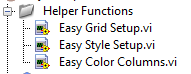 Helper Functions
Easy Grid Setup.vi
Easy Style Setup.vi
Easy Color Columns.vi